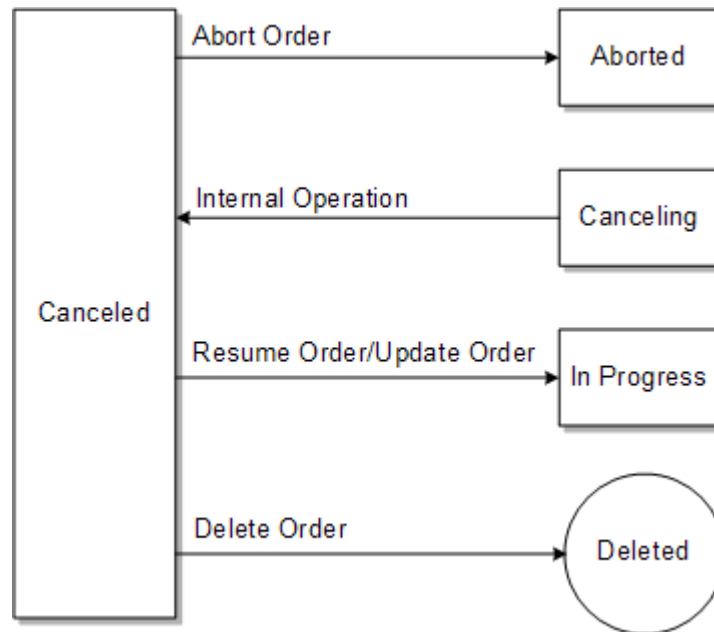 Abort Order
Aborted
Internal Operation
Canceling
Canceled
Resume Order/Update Order
In Progress
Delete Order
Deleted